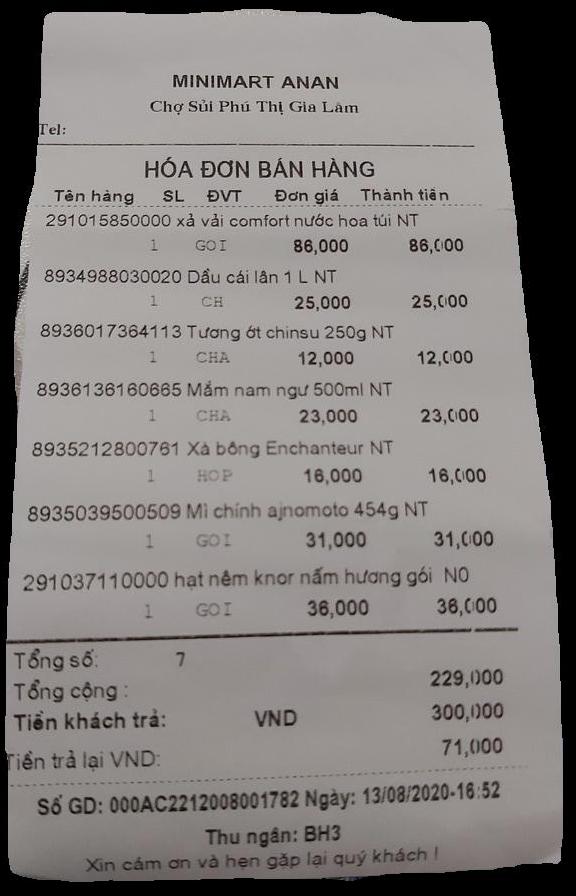 MINIMART ANAN
Chợ Sủi Phú Thị Gia Lâm
Tel:
HÓA ĐƠN BÁN HÀNG
Tên hàng SL ĐVT Đơn giá Thành tiền
291015850000 xả vải comfort nước hoa túi NT
1 GOI 86,000 86,000
8934988030020 Dầu cái lân 1 L NT
1 CH 25,000 25,000
8936017364113 Tương ớt chinsu 250g NT
1 CHA 12,000 12,000
8936136160665 Mắm nam ngư 500ml NT
1 CHA 23,000 23,000
8935212800761 Xà bông Enchanteur NT
1 HOP 16,000 16,000
8935039500509 Mì chính ajnomoto 454g NT
1 GOI 31,000 31,000
291037110000 hạt nêm knor nấm hương gói N0
1 GOI 36,000 36,000
Tổng số: 7
Tổng cộng : 229,000
Tiền khách trả: VND 300,000
Tiền trả lại VND: 71,000
Số GD: 000AC2212008001782 Ngày: 13/08/2020-16:52
Thu ngân: BH3
Xin cám ơn và hẹn gặp lại quý khách !